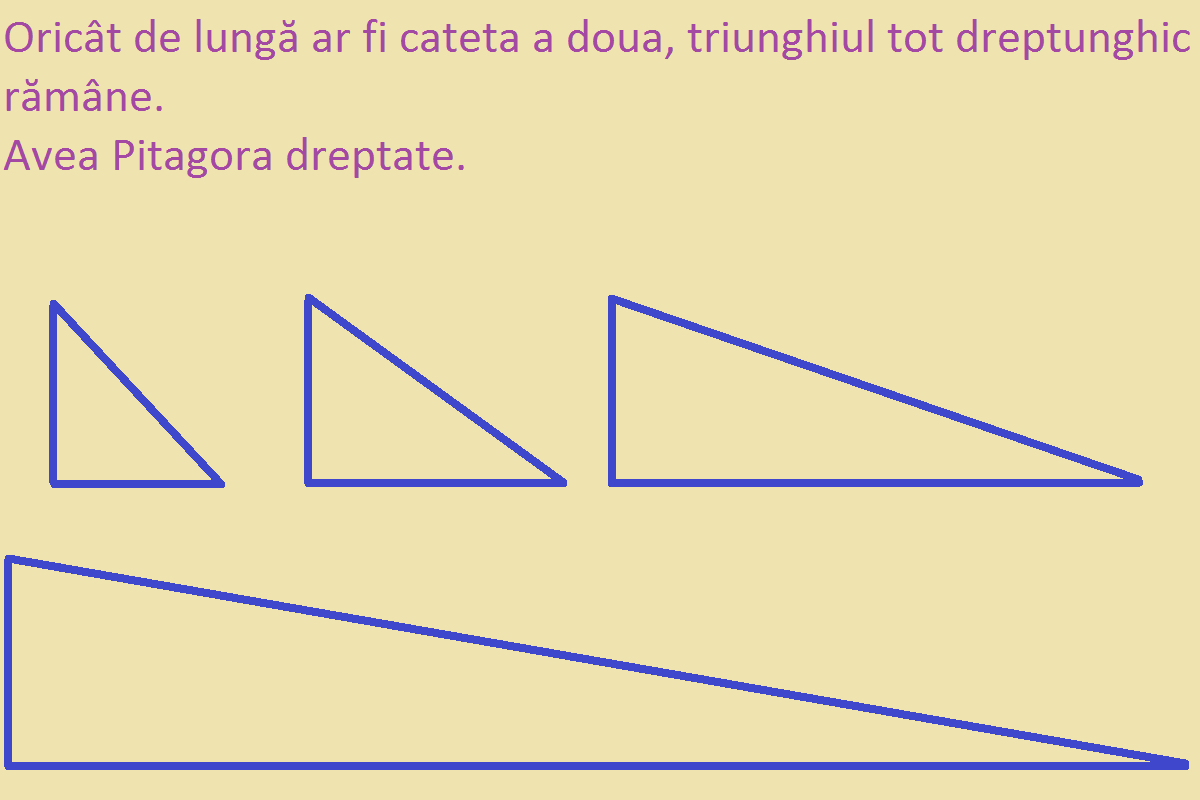 Oricât de lungă ar fi cateta a doua, triunghiul tot dreptunghic
rămâne.
Avea Pitagora dreptate.